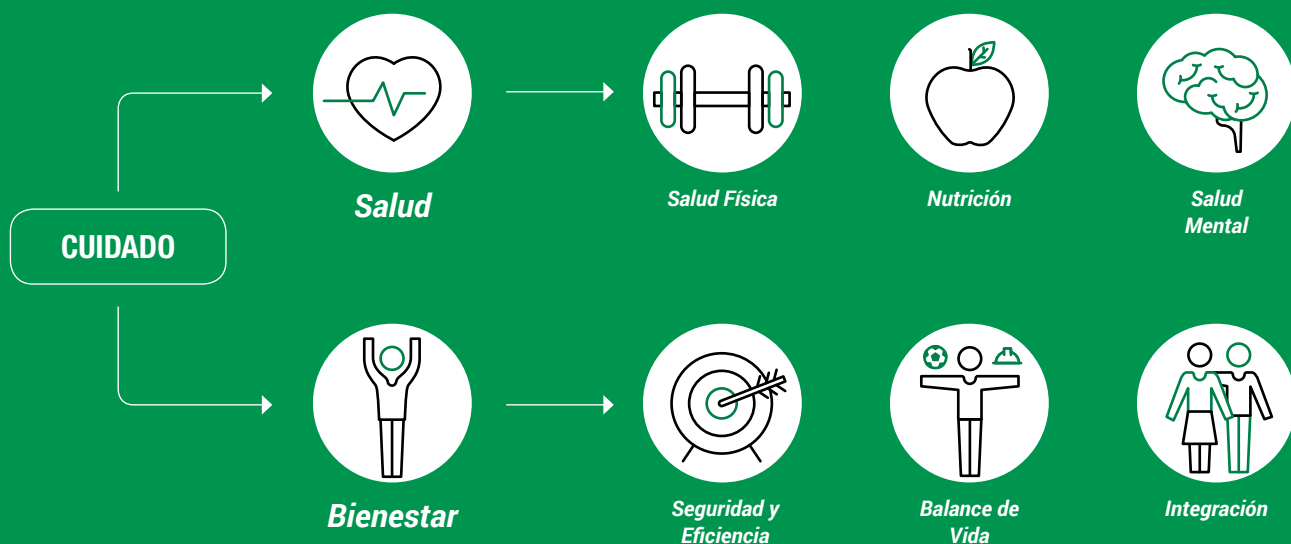 CUIDADO
Salud
Salud Física
Nutrición
Salud
Mental
Bienestar
Seguridad y
Eficiencia
Balance de
Vida
Integración